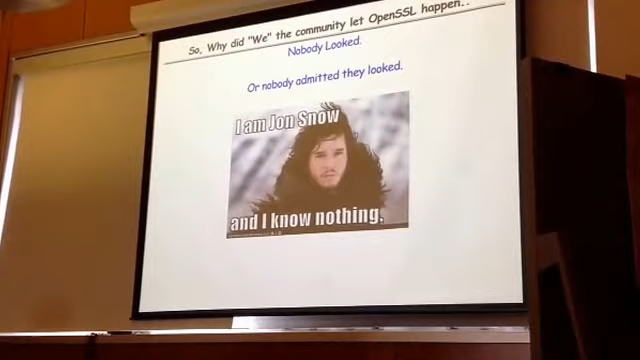 So, Why did "We" the community let OpenSSL happen..
Nobody Looked.
Or nobody admitted they looked.
I am Jon Snow
and I know nothing.